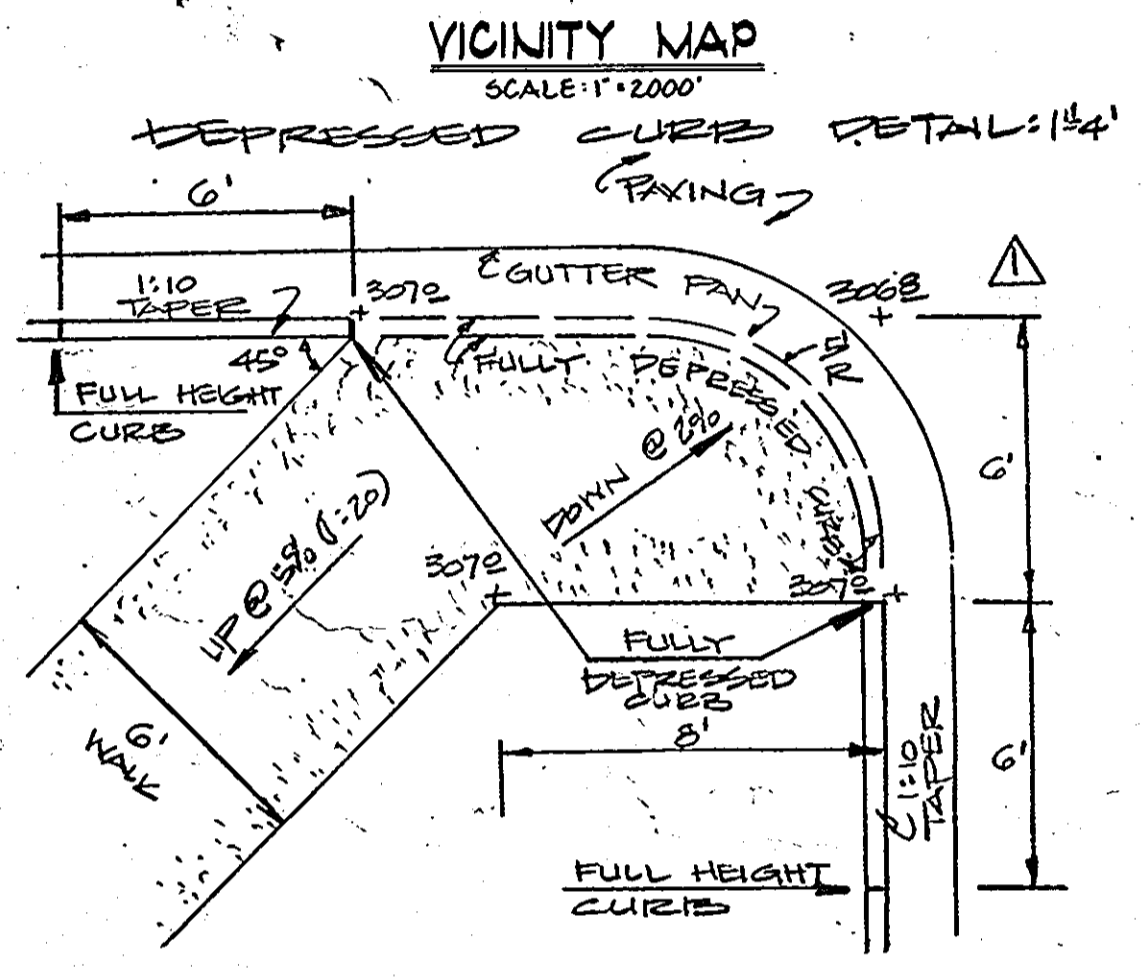 VICINITY MAP
SCALE: 1"=2000'
DEPRESSED CURB DETAIL: 1"=4'
PAVING
6'
GUTTER PAN
1:10
TAPER
307⁰
306⁸
1
5'
R
45°
FULLY DEPRESSED CURB
FULL HEIGHT
CURB
6'
DOWN @ 2%
UP @ 5% (1:20)
307⁰
307⁰
FULLY
DEPRESSED
CURB
8'
6'
WALK
1:10
TAPER
6'
FULL HEIGHT
CURB